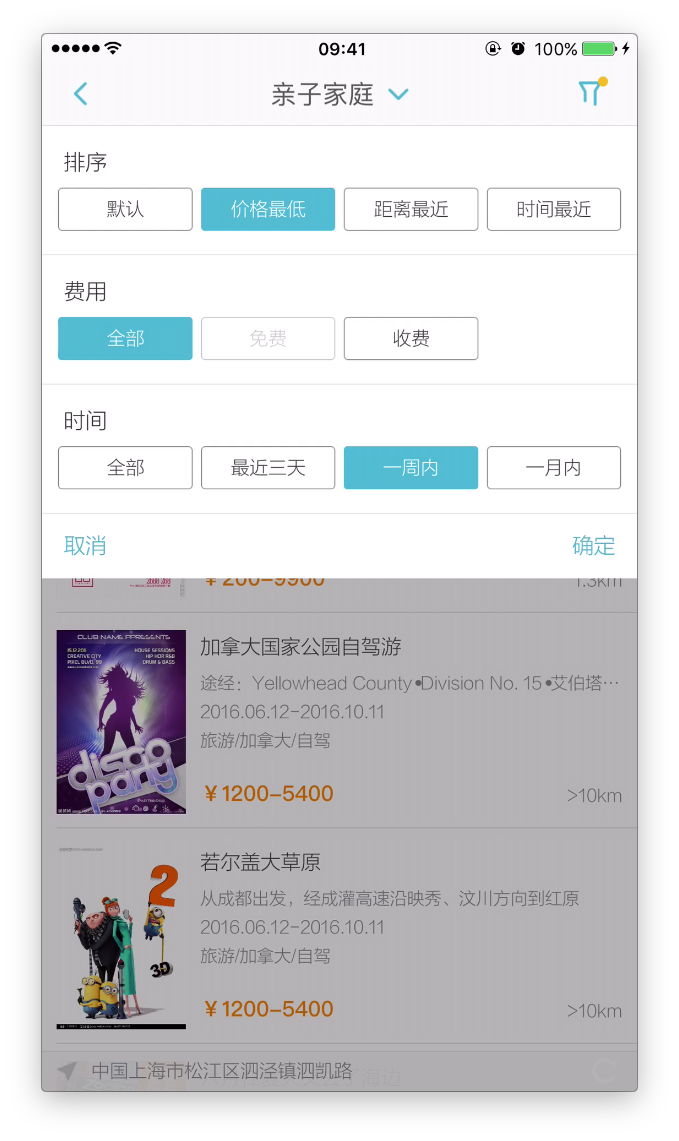 09:41
100%
亲子家庭
排序
默认
价格最低
距离最近
时间最近
费用
全部
免费
收费
时间
全部
最近三天
一周内
一月内
取消
确定
￥200-9900
1.3km
CLUB NAME PPRESENTS
15.12.2011
CREATIVE CITY
PIXEL BLVD. 99
HOUSE SESSIONS
HIP HOR R&B
DRUM & BASS
disco
party
加拿大国家公园自驾游
途经：Yellowhead County•Division No. 15•艾伯塔…
2016.06.12-2016.10.11
旅游/加拿大/自驾
￥1200-5400
>10km
2
3D
若尔盖大草原
从成都出发，经成灌高速沿映秀、汶川方向到红原
2016.06.12-2016.10.11
旅游/加拿大/自驾
￥1200-5400
>10km
中国上海市松江区泗泾镇泗凯路